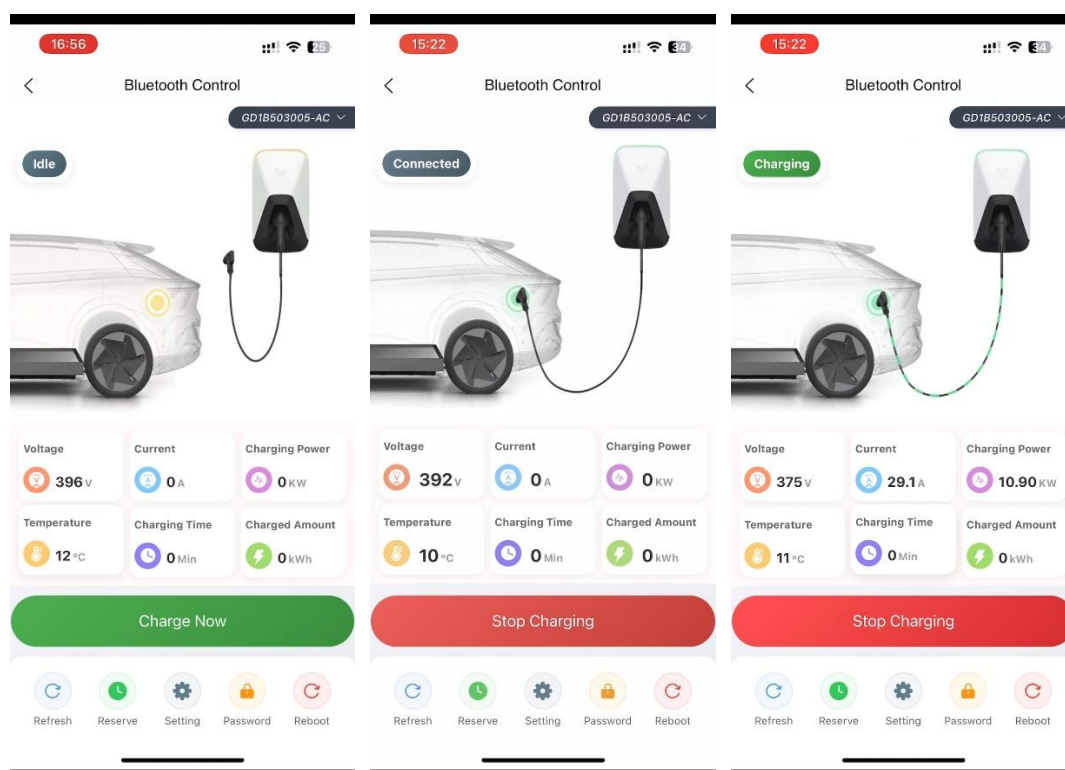 16:56
25
Bluetooth Control
GD1B503005-AC
Idle
Voltage
396 V
Current
0 A
Charging Power
0 KW
Temperature
12 °C
Charging Time
0 Min
Charged Amount
0 kWh
Charge Now
Refresh
Reserve
Setting
Password
Reboot
15:22
34
Bluetooth Control
GD1B503005-AC
Connected
Voltage
392 V
Current
0 A
Charging Power
0 KW
Temperature
10 °C
Charging Time
0 Min
Charged Amount
0 kWh
Stop Charging
Refresh
Reserve
Setting
Password
Reboot
15:22
34
Bluetooth Control
GD1B503005-AC
Charging
Voltage
375 V
Current
29.1 A
Charging Power
10.90 KW
Temperature
11 °C
Charging Time
0 Min
Charged Amount
0 kWh
Stop Charging
Refresh
Reserve
Setting
Password
Reboot